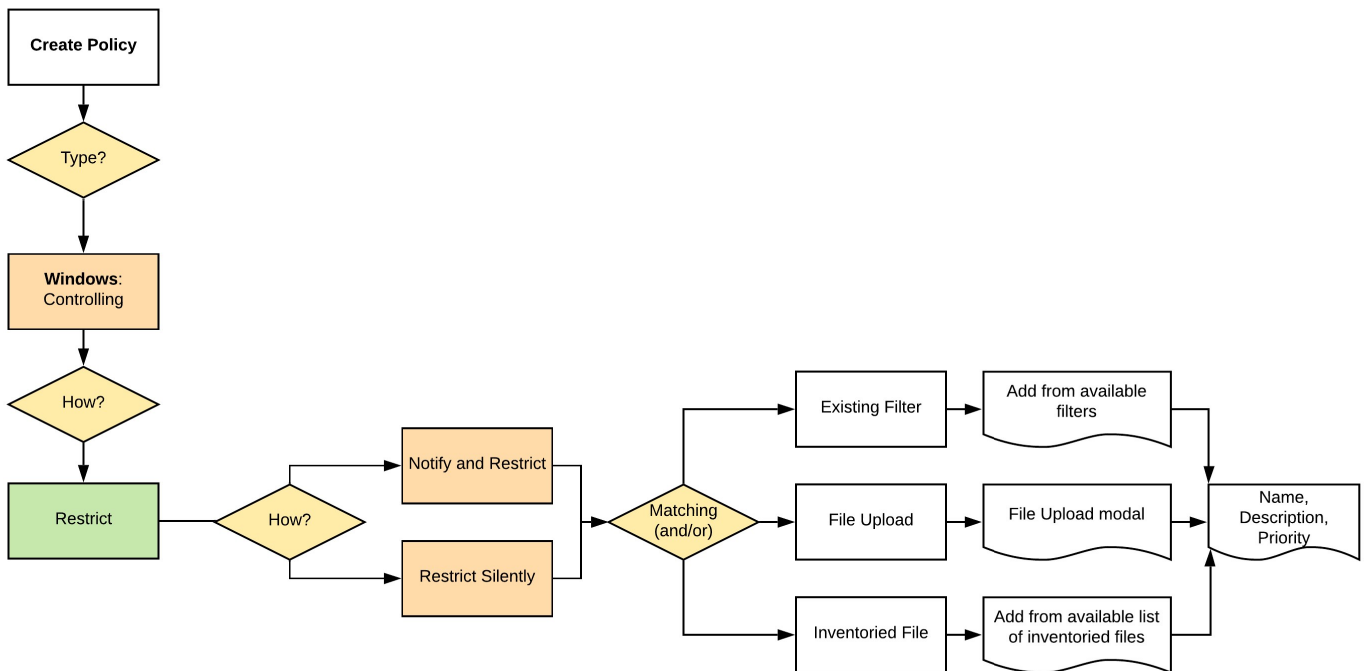 Create Policy
Type?
Windows:
Controlling
How?
Restrict
How?
Notify and Restrict
Restrict Silently
Matching
(and/or)
Existing Filter
Add from available
filters
File Upload
File Upload modal
Inventoried File
Add from available list
of inventoried files
Name,
Description,
Priority